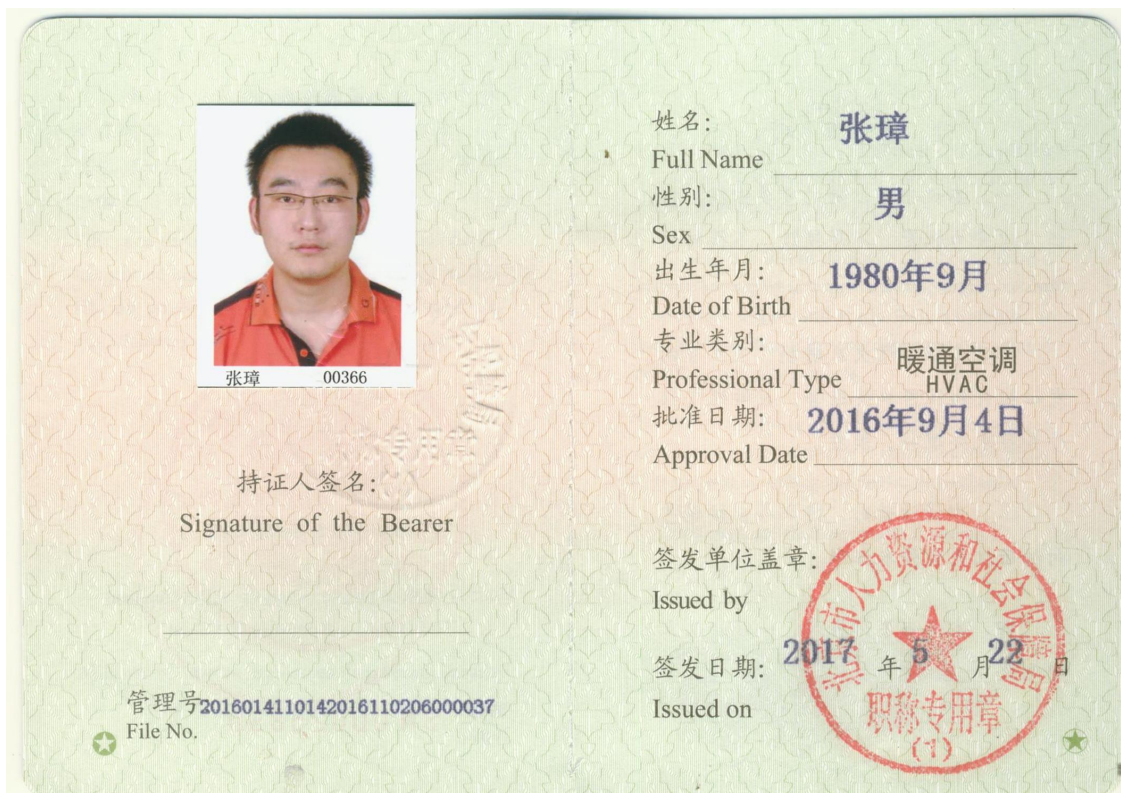 张璋 00366
持证人签名:
Signature of the Bearer
管理号2016014110142016110206000037
File No.
姓名: 张璋
Full Name
性别: 男
Sex
出生年月: 1980年9月
Date of Birth
专业类别: 暖通空调
Professional Type HVAC
批准日期: 2016年9月4日
Approval Date
签发单位盖章:
Issued by
北京市人力资源和社会保障局
签发日期: 2017 年 5 月 22 日
Issued on
职称专用章
(1)